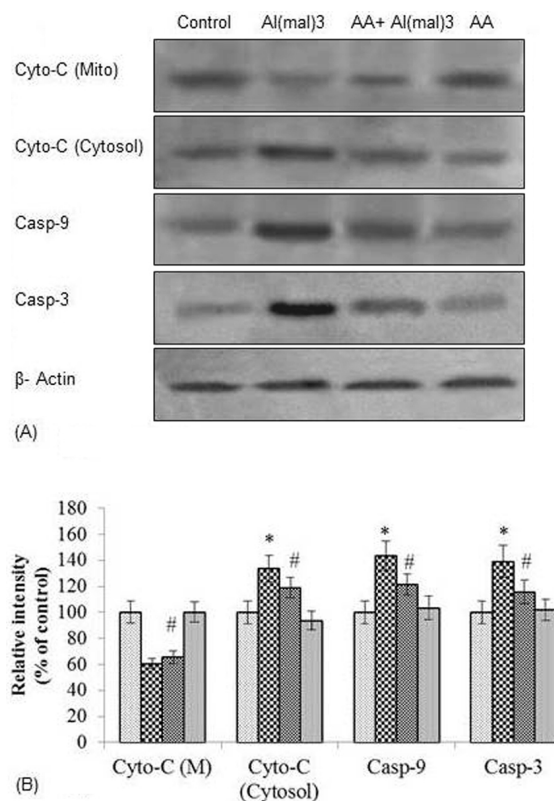 Control Al(mal)3 AA+ Al(mal)3 AA
Cyto-C (Mito)
Cyto-C (Cytosol)
Casp-9
Casp-3
β- Actin
(A)
Relative intensity
(% of control)
180
160
140
120
100
80
60
40
20
0
#
*
#
*
#
*
#
Cyto-C (M) Cyto-C (Cytosol) Casp-9 Casp-3
(B)